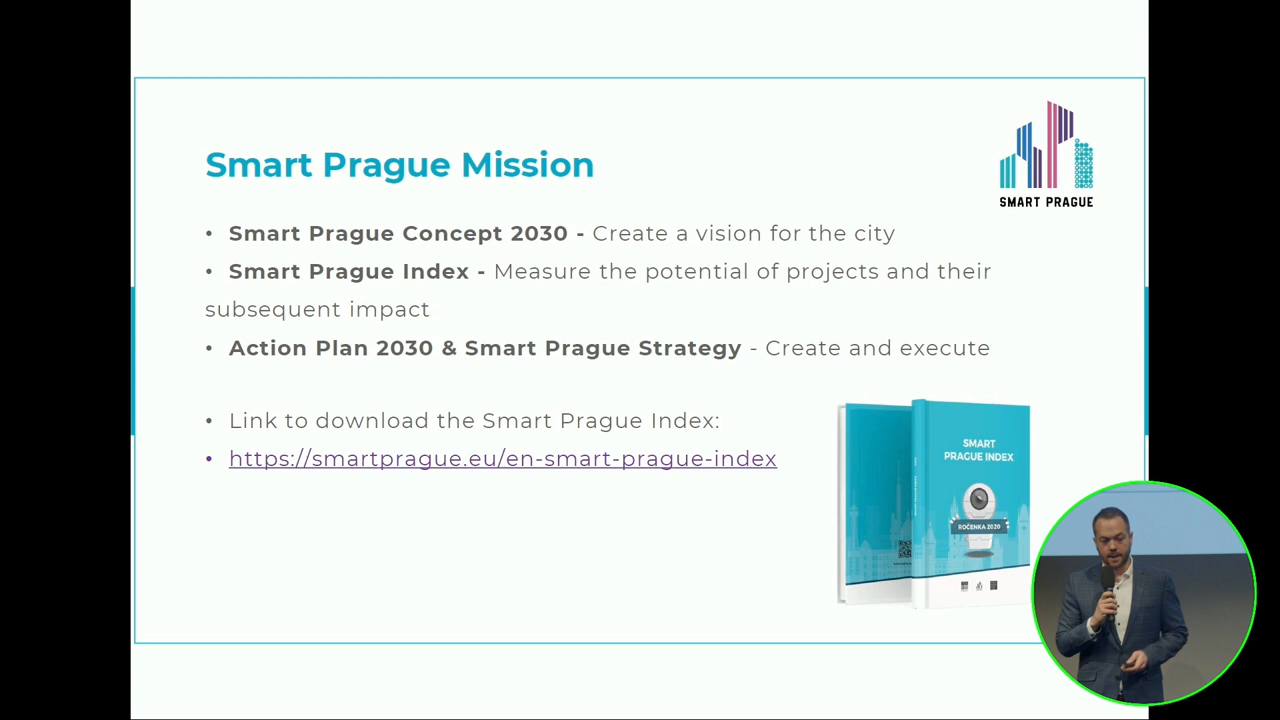 SMART PRAGUE
Smart Prague Mission
• Smart Prague Concept 2030 - Create a vision for the city
• Smart Prague Index - Measure the potential of projects and their
subsequent impact
• Action Plan 2030 & Smart Prague Strategy - Create and execute
• Link to download the Smart Prague Index:
• https://smartprague.eu/en-smart-prague-index
SMART
PRAGUE INDEX
ROČENKA 2020